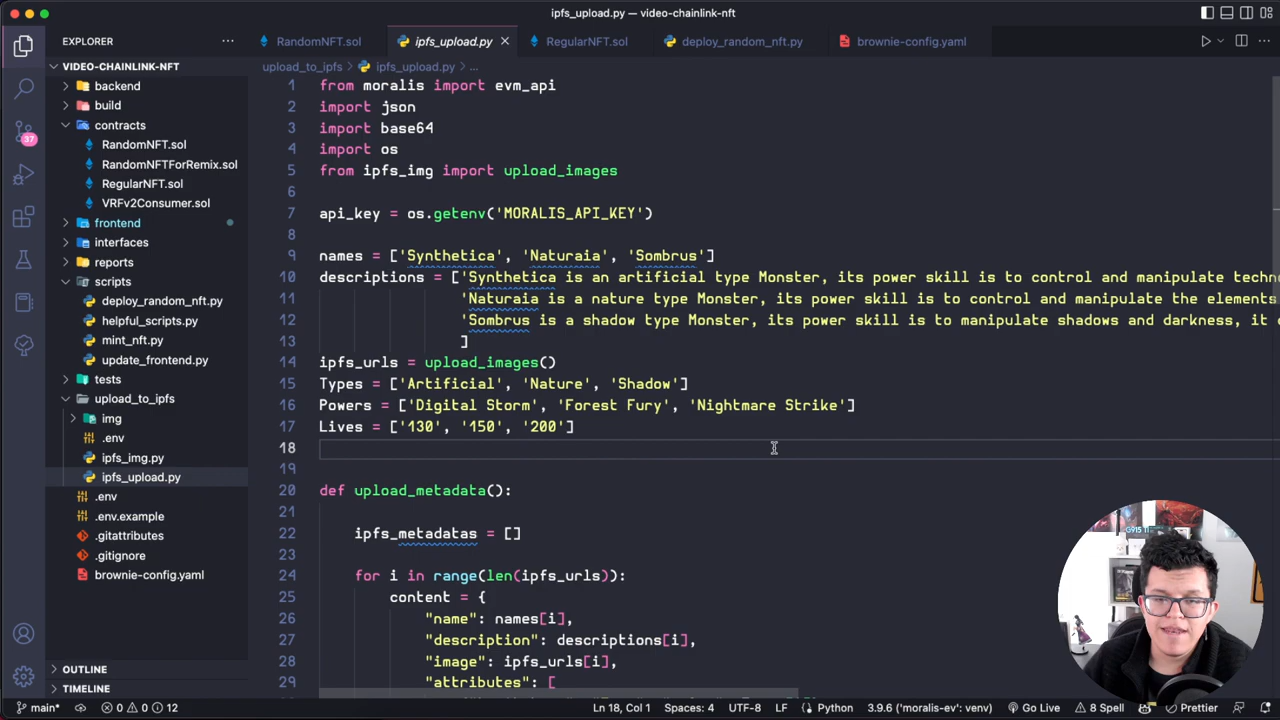 ipfs_upload.py — video-chainlink-nft
EXPLORER
RandomNFT.sol
ipfs_upload.py
RegularNFT.sol
deploy_random_nft.py
brownie-config.yaml
VIDEO-CHAINLINK-NFT
backend
build
contracts
RandomNFT.sol
RandomNFTForRemix.sol
RegularNFT.sol
VRFv2Consumer.sol
frontend
interfaces
reports
scripts
deploy_random_nft.py
helpful_scripts.py
mint_nft.py
update_frontend.py
tests
upload_to_ipfs
img
.env
ipfs_img.py
ipfs_upload.py
.env
.env.example
.gitattributes
.gitignore
brownie-config.yaml
OUTLINE
TIMELINE
37
upload_to_ipfs > ipfs_upload.py > ...
1 from moralis import evm_api
2 import json
3 import base64
4 import os
5 from ipfs_img import upload_images
6
7 api_key = os.getenv('MORALIS_API_KEY')
8
9 names = ['Synthetica', 'Naturaia', 'Sombrus']
10 descriptions = ['Synthetica is an artificial type Monster, its power skill is to control and manipulate techn
11 'Naturaia is a nature type Monster, its power skill is to control and manipulate the elements
12 'Sombrus is a shadow type Monster, its power skill is to manipulate shadows and darkness, it c
13 ]
14 ipfs_urls = upload_images()
15 Types = ['Artificial', 'Nature', 'Shadow']
16 Powers = ['Digital Storm', 'Forest Fury', 'Nightmare Strike']
17 Lives = ['130', '150', '200']
18
19
20 def upload_metadata():
21
22 ipfs_metadatas = []
23
24 for i in range(len(ipfs_urls)):
25 content = {
26 "name": names[i],
27 "description": descriptions[i],
28 "image": ipfs_urls[i],
29 "attributes": [
main*
0 0 12
Ln 18, Col 1
Spaces: 4
UTF-8
LF
Python
3.9.6 ('moralis-ev': venv)
Go Live
8 Spell
Prettier